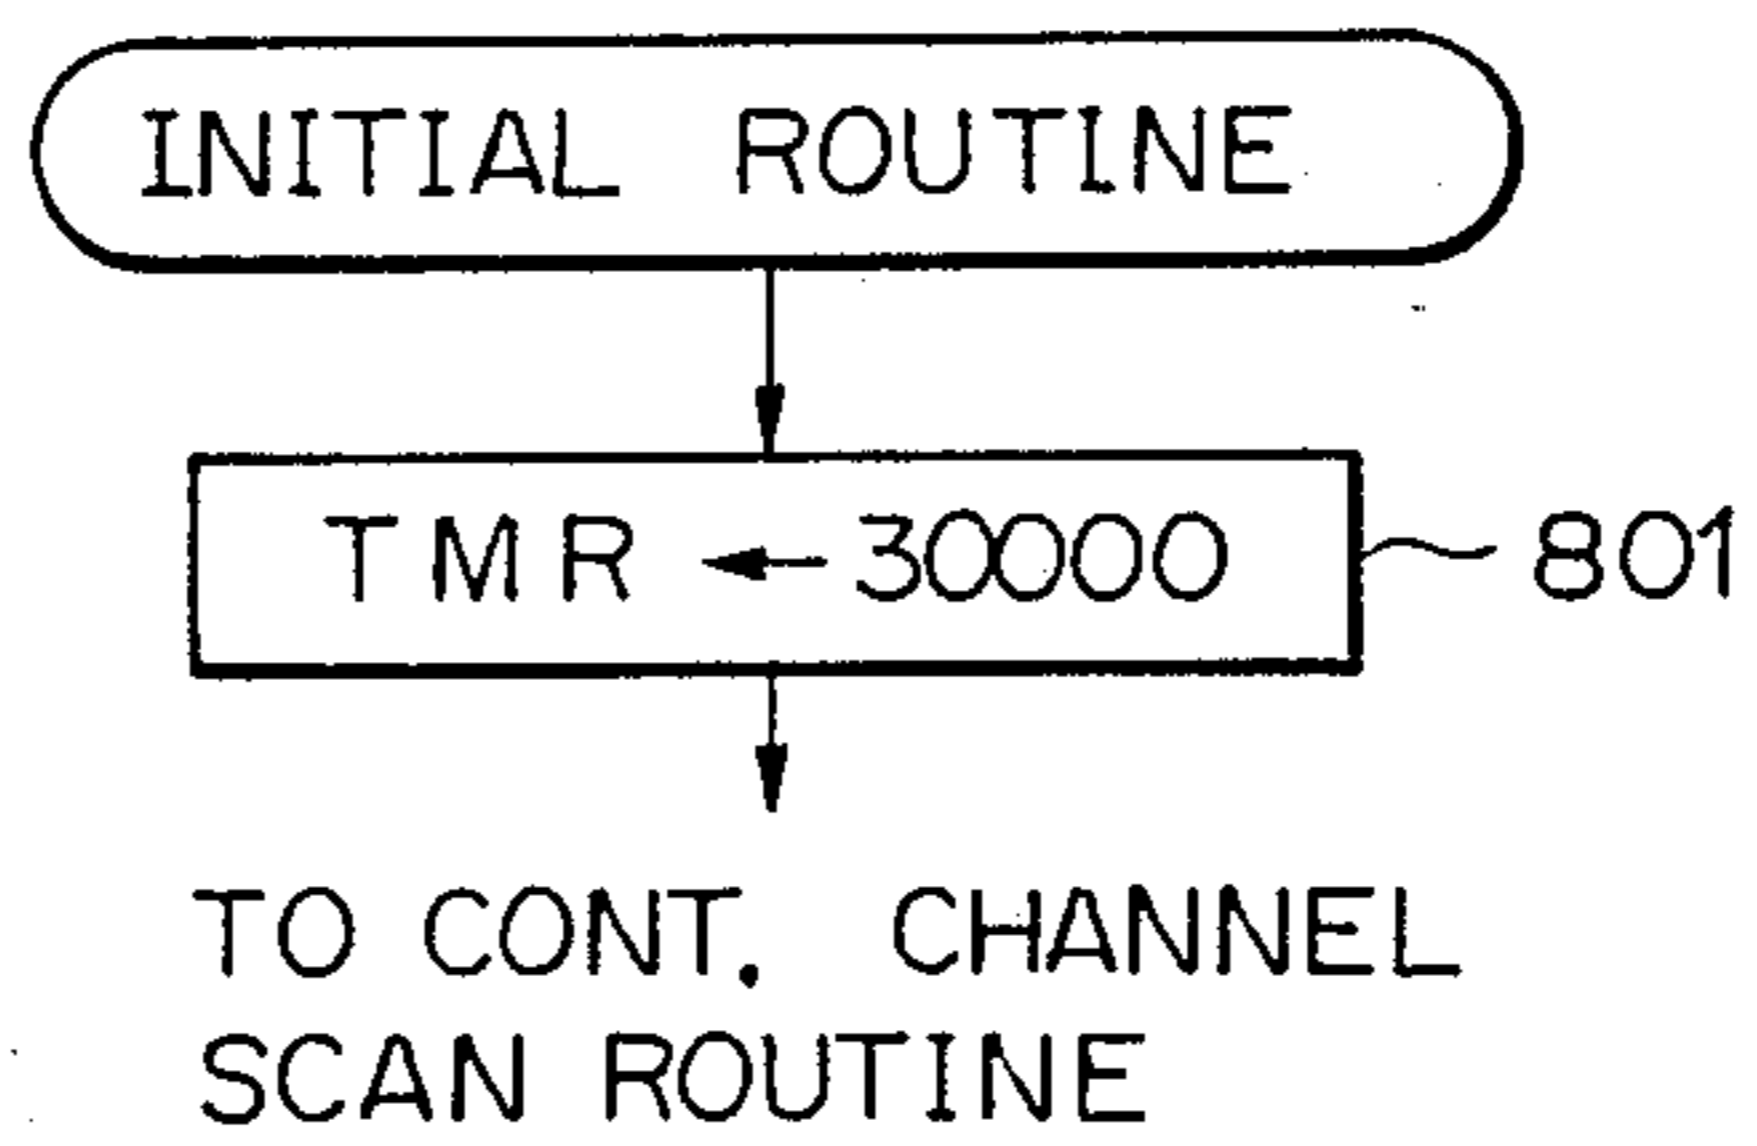 INITIAL ROUTINE
TMR ← 30000
801
TO CONT. CHANNEL
SCAN ROUTINE